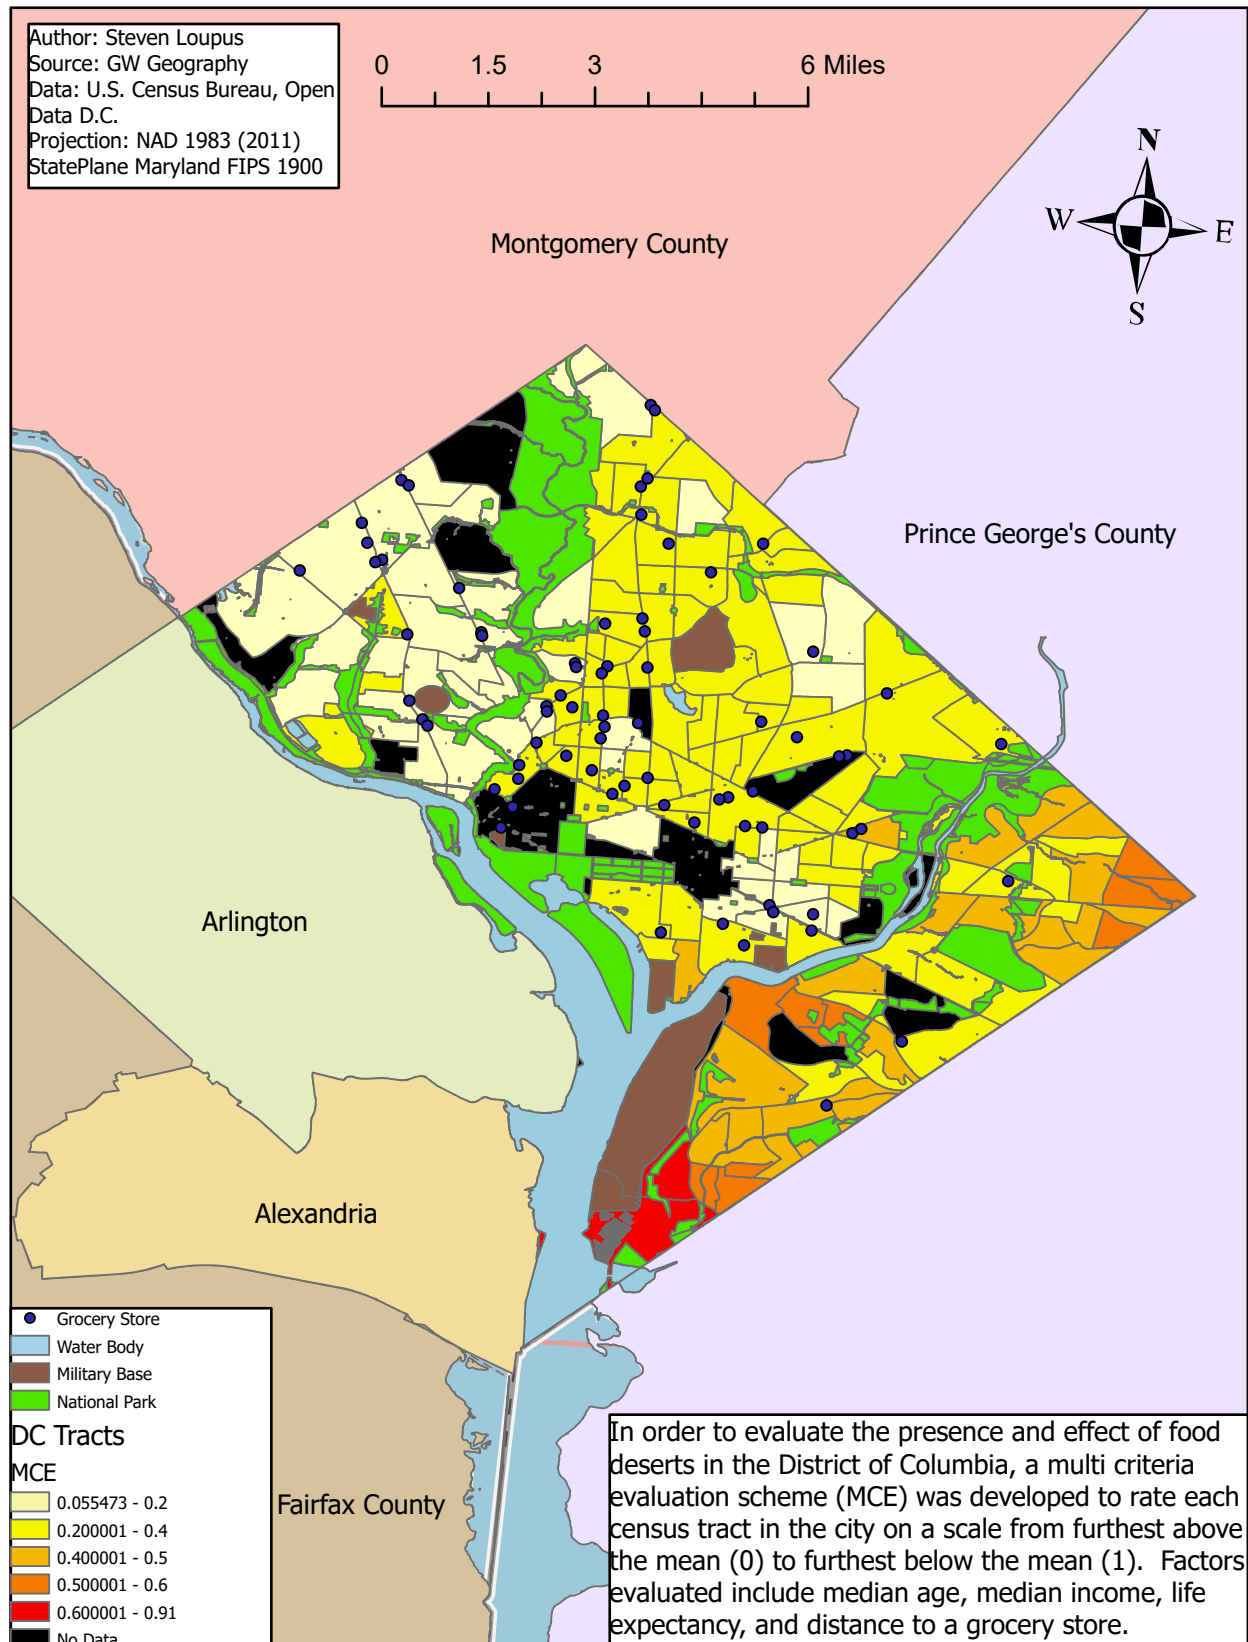 Author: Steven Loupus
Source: GW Geography
Data: U.S. Census Bureau, Open
Data D.C.
Projection: NAD 1983 (2011)
StatePlane Maryland FIPS 1900
0 1.5 3 6 Miles
N
W E
S
Montgomery County
Prince George's County
Arlington
Alexandria
Fairfax County
Grocery Store
Water Body
Military Base
National Park
DC Tracts
MCE
0.055473 - 0.2
0.200001 - 0.4
0.400001 - 0.5
0.500001 - 0.6
0.600001 - 0.91
No Data
In order to evaluate the presence and effect of food
deserts in the District of Columbia, a multi criteria
evaluation scheme (MCE) was developed to rate each
census tract in the city on a scale from furthest above
the mean (0) to furthest below the mean (1).  Factors
evaluated include median age, median income, life
expectancy, and distance to a grocery store.